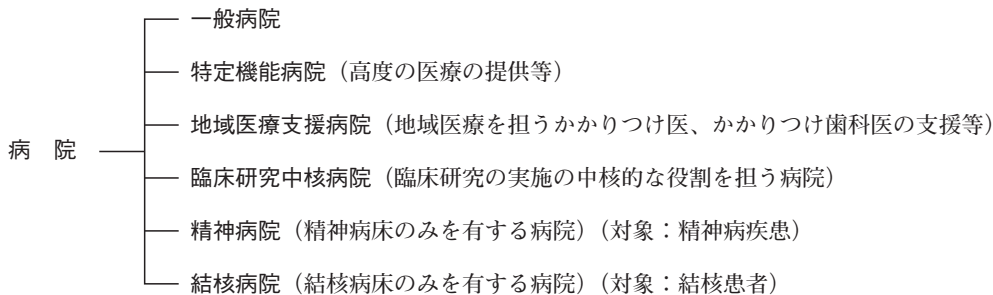 一般病院
特定機能病院（高度の医療の提供等）
地域医療支援病院（地域医療を担うかかりつけ医、かかりつけ歯科医の支援等）
病　院
臨床研究中核病院（臨床研究の実施の中核的な役割を担う病院）
精神病院（精神病床のみを有する病院）（対象：精神病疾患）
結核病院（結核病床のみを有する病院）（対象：結核患者）